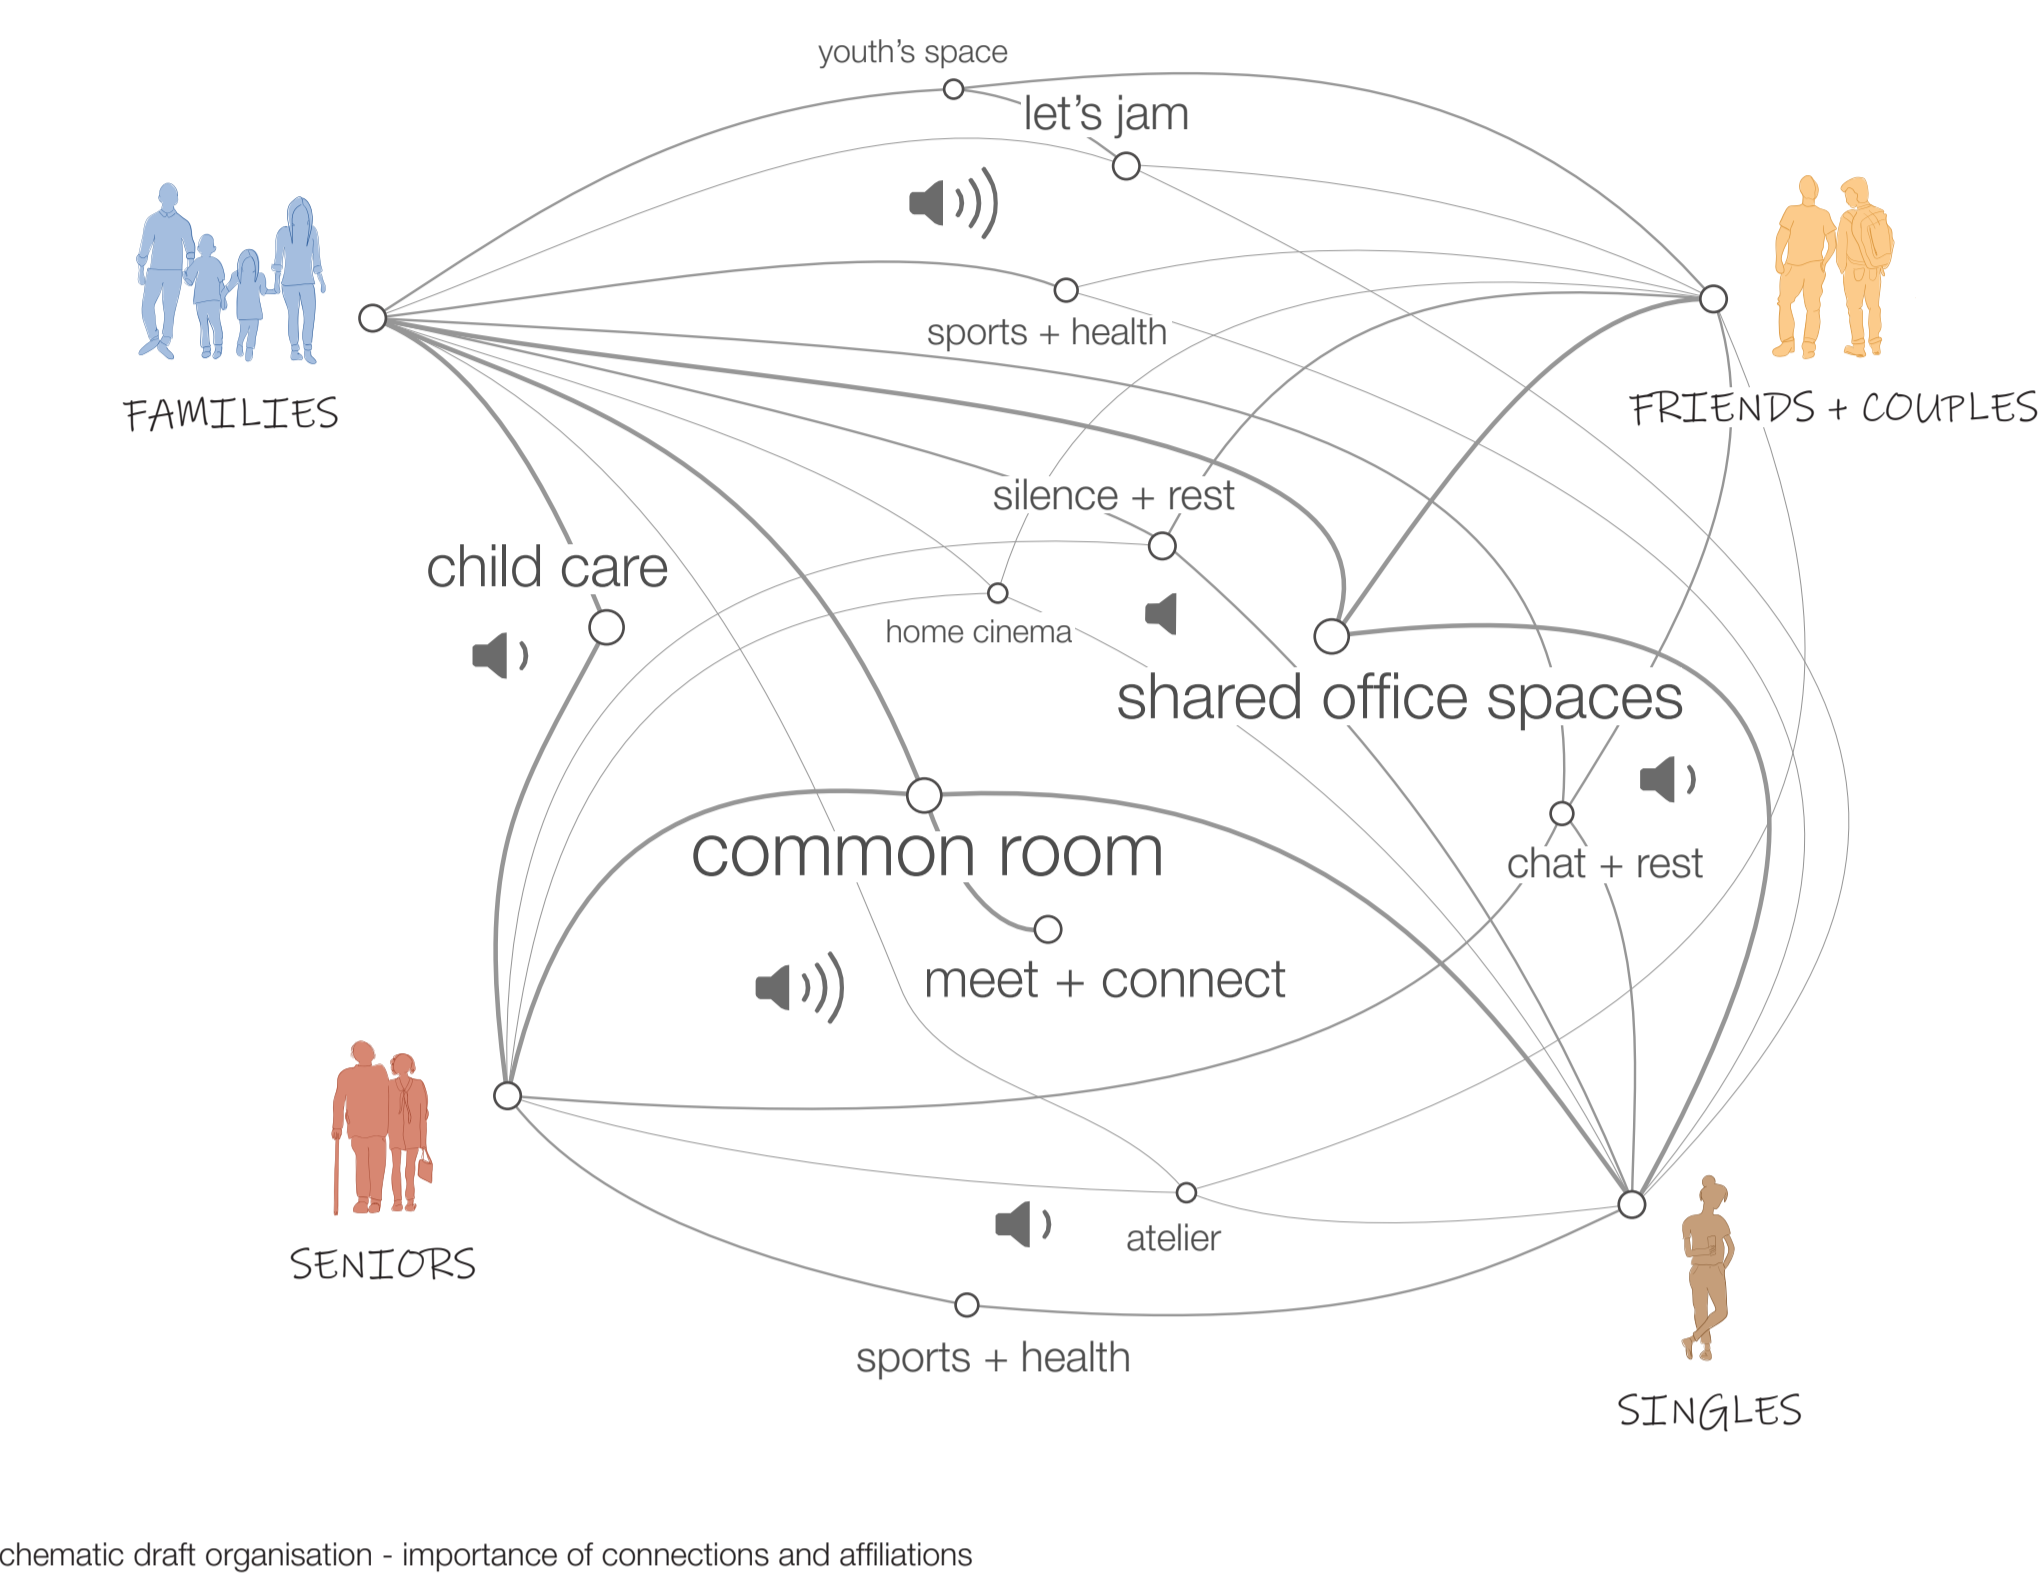 youth's space
let's jam
sports + health
FAMILIES
FRIENDS + COUPLES
silence + rest
child care
home cinema
shared office spaces
common room
chat + rest
meet + connect
atelier
SENIORS
sports + health
SINGLES
chematic draft organisation - importance of connections and affiliations